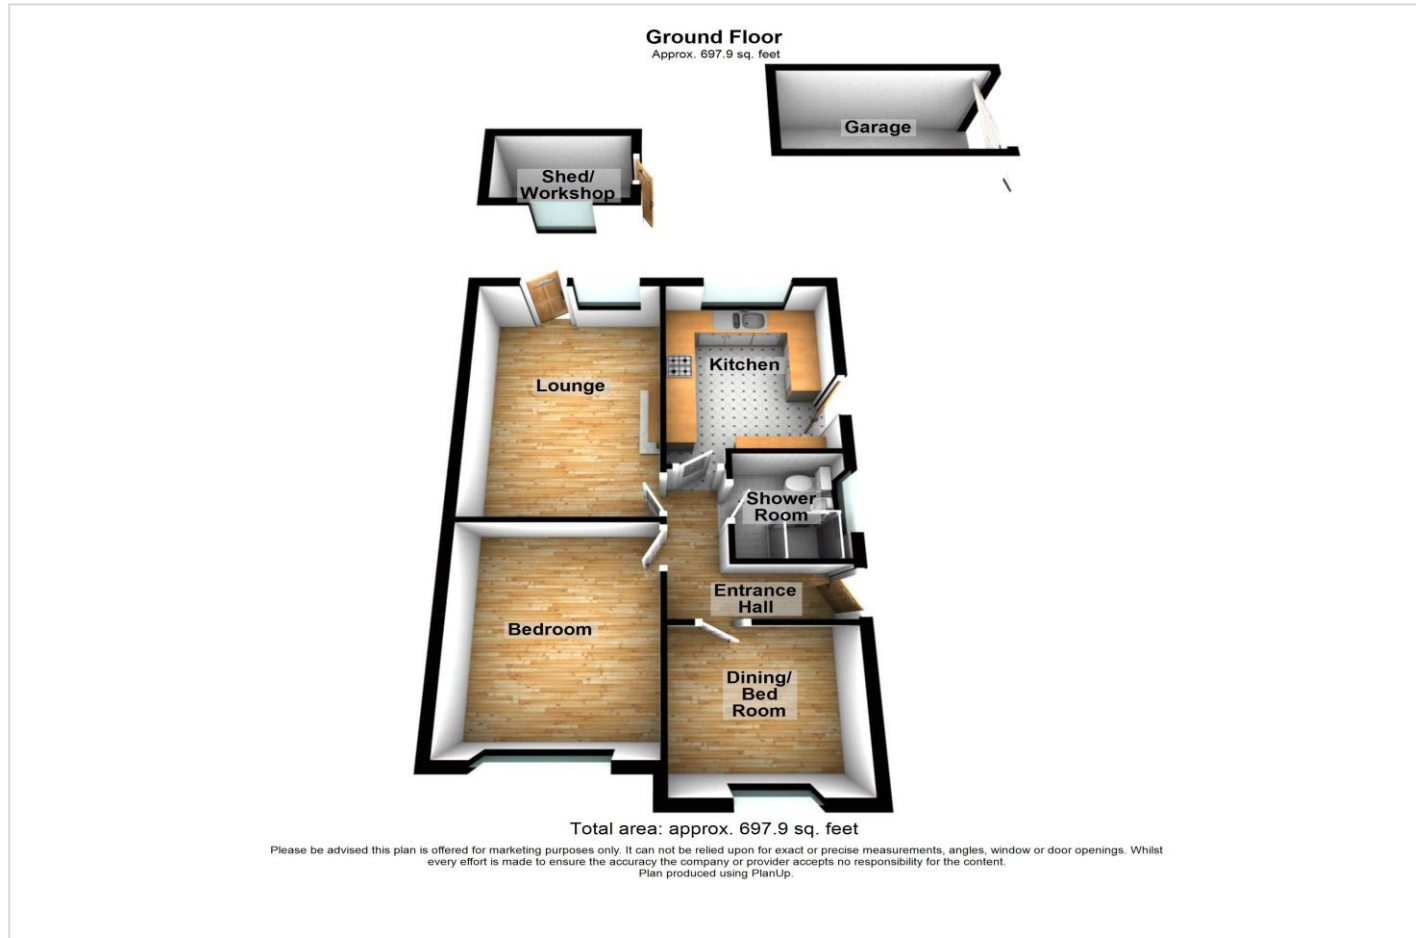 Ground Floor
Approx. 697.9 sq. feet
Garage
Shed/
Workshop
Lounge
Kitchen
Shower
Room
Entrance
Hall
Bedroom
Dining/
Bed
Room
Total area: approx. 697.9 sq. feet
Please be advised this plan is offered for marketing purposes only. It can not be relied upon for exact or precise measurements, angles, window or door openings. Whilst
every effort is made to ensure the accuracy the company or provider accepts no responsibility for the content.
Plan produced using PlanUp.